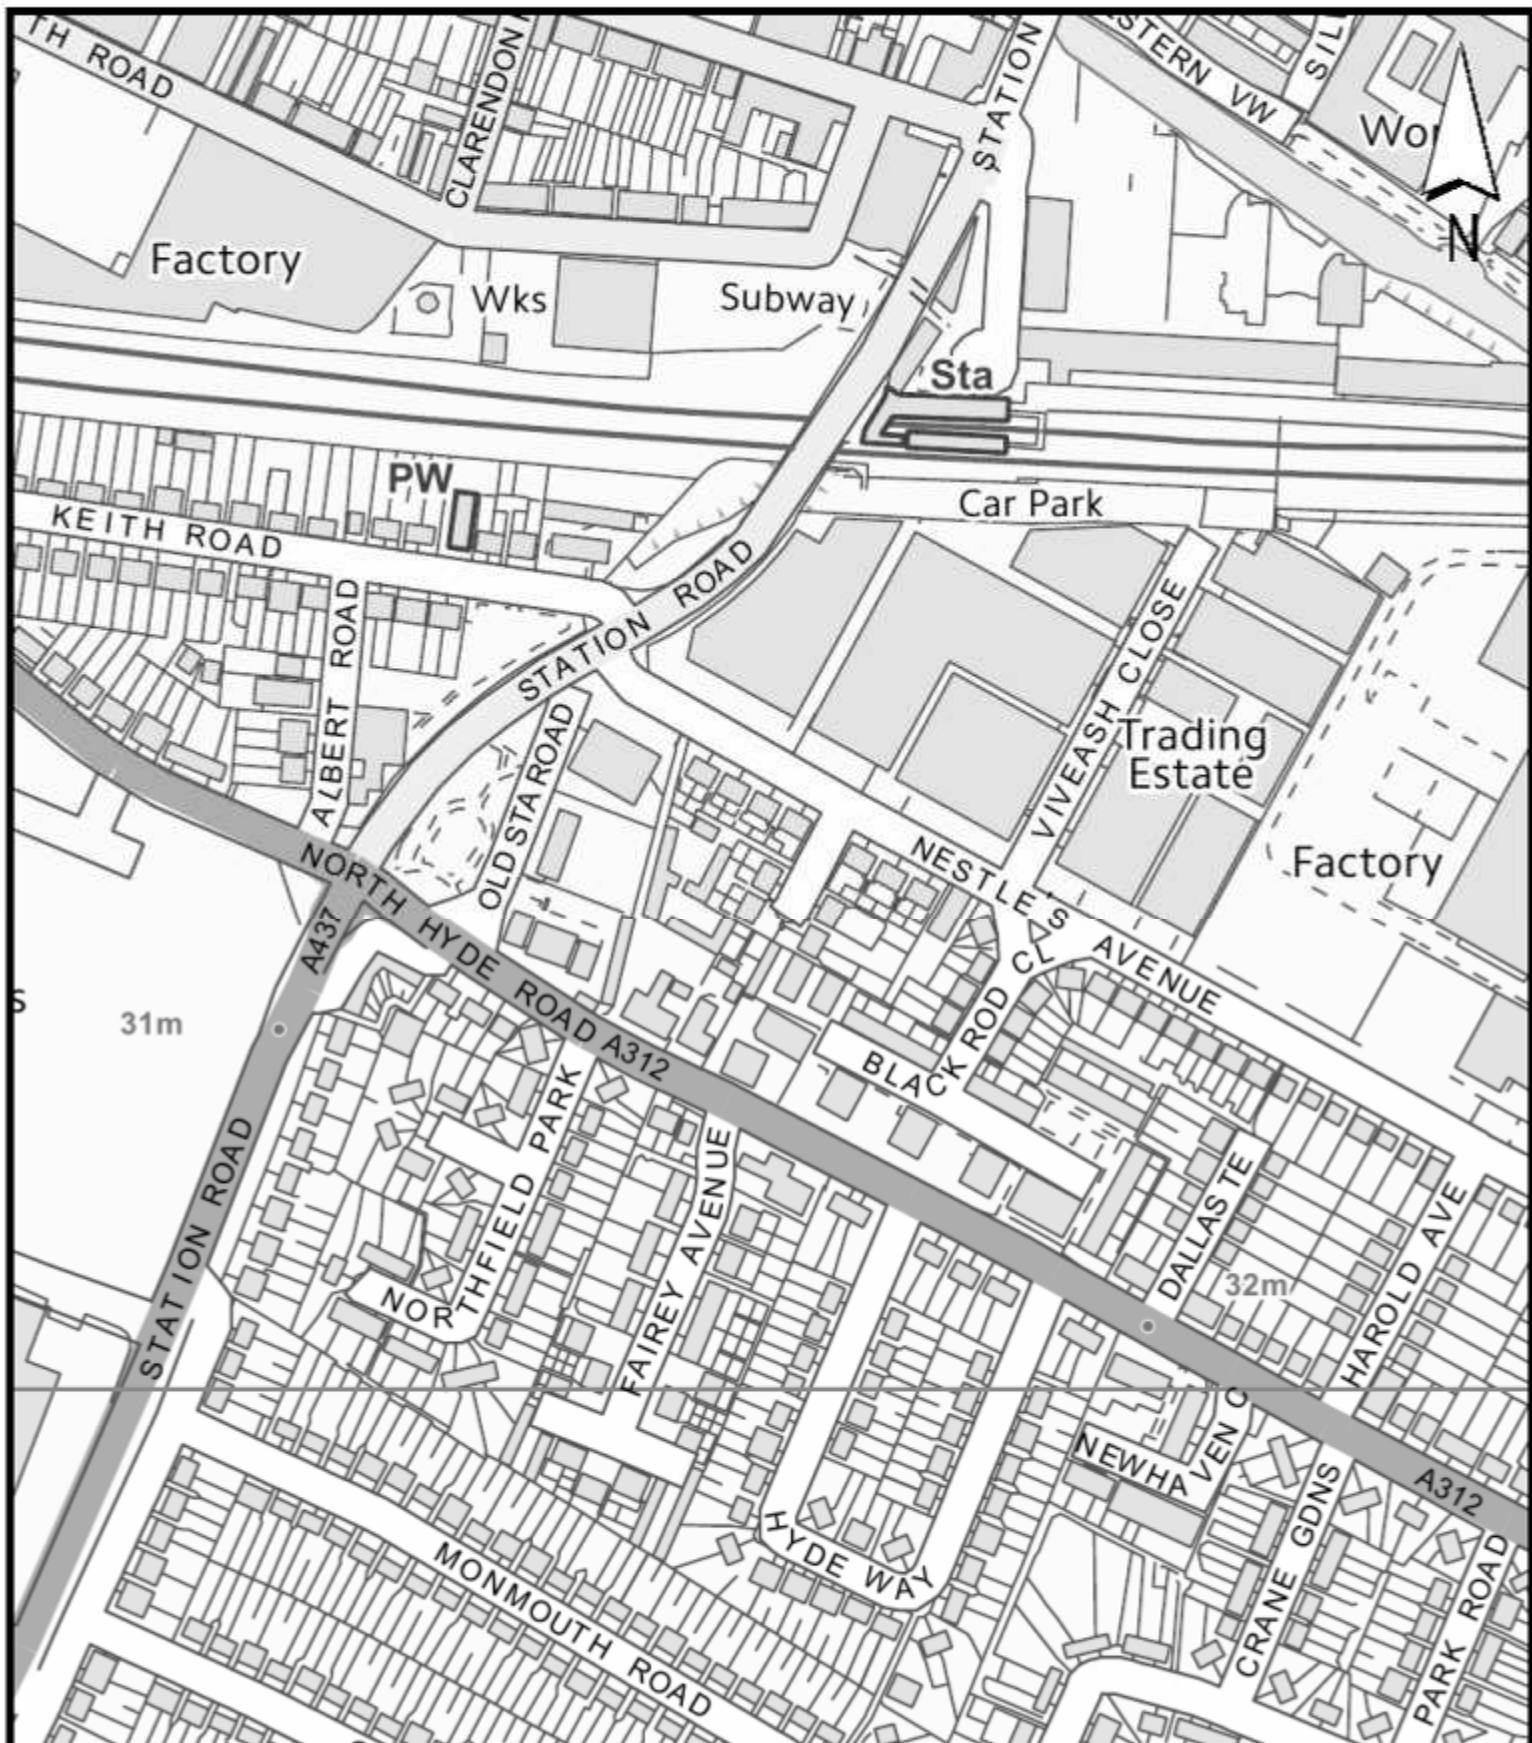 TH ROAD
CLARENDON
STATION
STERN VW
SIL
Wor
N
Factory
Wks
Subway
Sta
PW
Car Park
KEITH ROAD
STATION ROAD
ALBERT ROAD
OLD STA ROAD
VIVEASH CLOSE
Trading
Estate
Factory
NESTLE'S AVENUE
NORTH HYDE ROAD A312
A437
S
31m
BLACK ROD CL
NORTHFIELD PARK
FAIREY AVENUE
STATION ROAD
DALLASTE
32m
HAROLD AVE
NEWHAVEN C
A312
HYDE WAY
CRANE GDNS
PARK ROAD
MONMOUTH ROAD